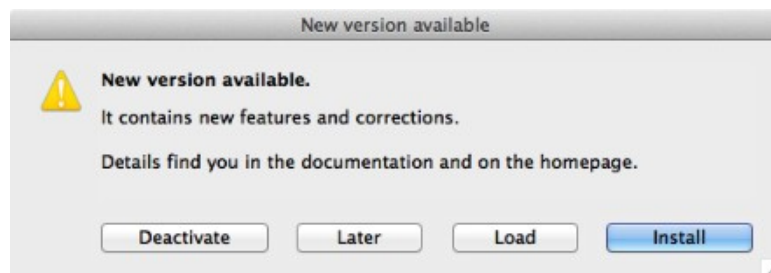 New version available
New version available.
It contains new features and corrections.
Details find you in the documentation and on the homepage.
Deactivate Later Load Install